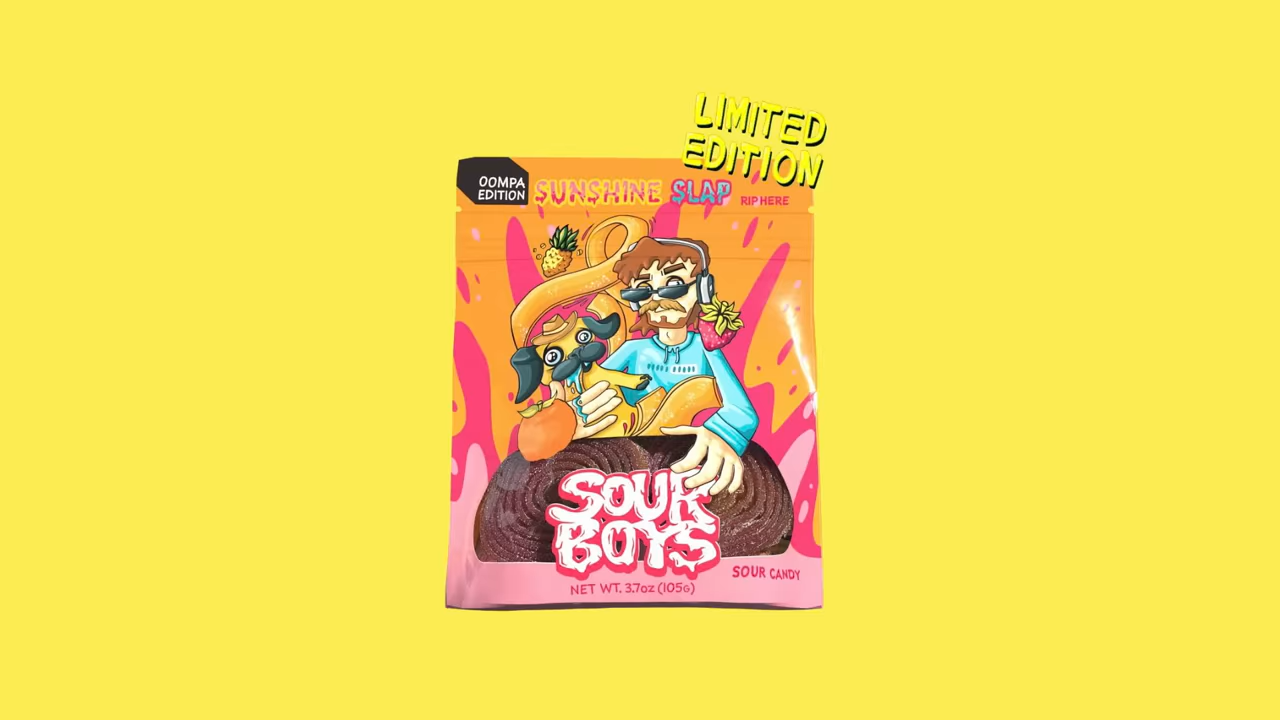 LIMITED
EDITION
OOMPA
EDITION
SUNSHINE SLAP
RIP HERE
SOUR
BOYS
SOUR CANDY
NET WT. 3.7oz (105G)